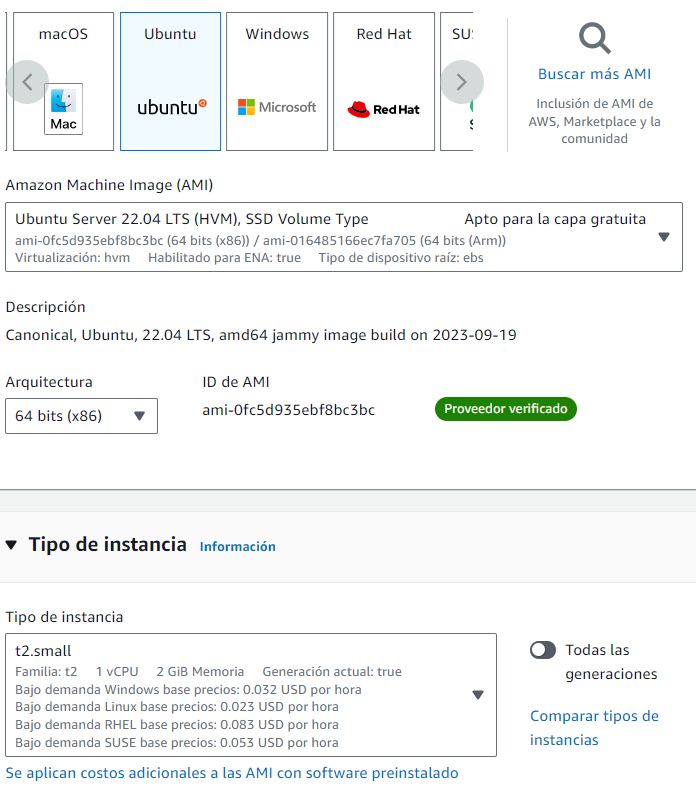 macOS
Ubuntu
Windows
Red Hat
SUS
Mac
ubuntu
Microsoft
Red Hat
S
Buscar más AMI
Inclusión de AMI de
AWS, Marketplace y la
comunidad
Amazon Machine Image (AMI)
Ubuntu Server 22.04 LTS (HVM), SSD Volume Type Apto para la capa gratuita
ami-0fc5d935ebf8bc3bc (64 bits (x86)) / ami-016485166ec7fa705 (64 bits (Arm))
Virtualización: hvm Habilitado para ENA: true Tipo de dispositivo raíz: ebs
Descripción
Canonical, Ubuntu, 22.04 LTS, amd64 jammy image build on 2023-09-19
Arquitectura
64 bits (x86)
ID de AMI
ami-0fc5d935ebf8bc3bc
Proveedor verificado
Tipo de instancia Información
Tipo de instancia
t2.small
Familia: t2 1 vCPU 2 GiB Memoria Generación actual: true
Bajo demanda Windows base precios: 0.032 USD por hora
Bajo demanda Linux base precios: 0.023 USD por hora
Bajo demanda RHEL base precios: 0.083 USD por hora
Bajo demanda SUSE base precios: 0.053 USD por hora
Todas las
generaciones
Comparar tipos de
instancias
Se aplican costos adicionales a las AMI con software preinstalado